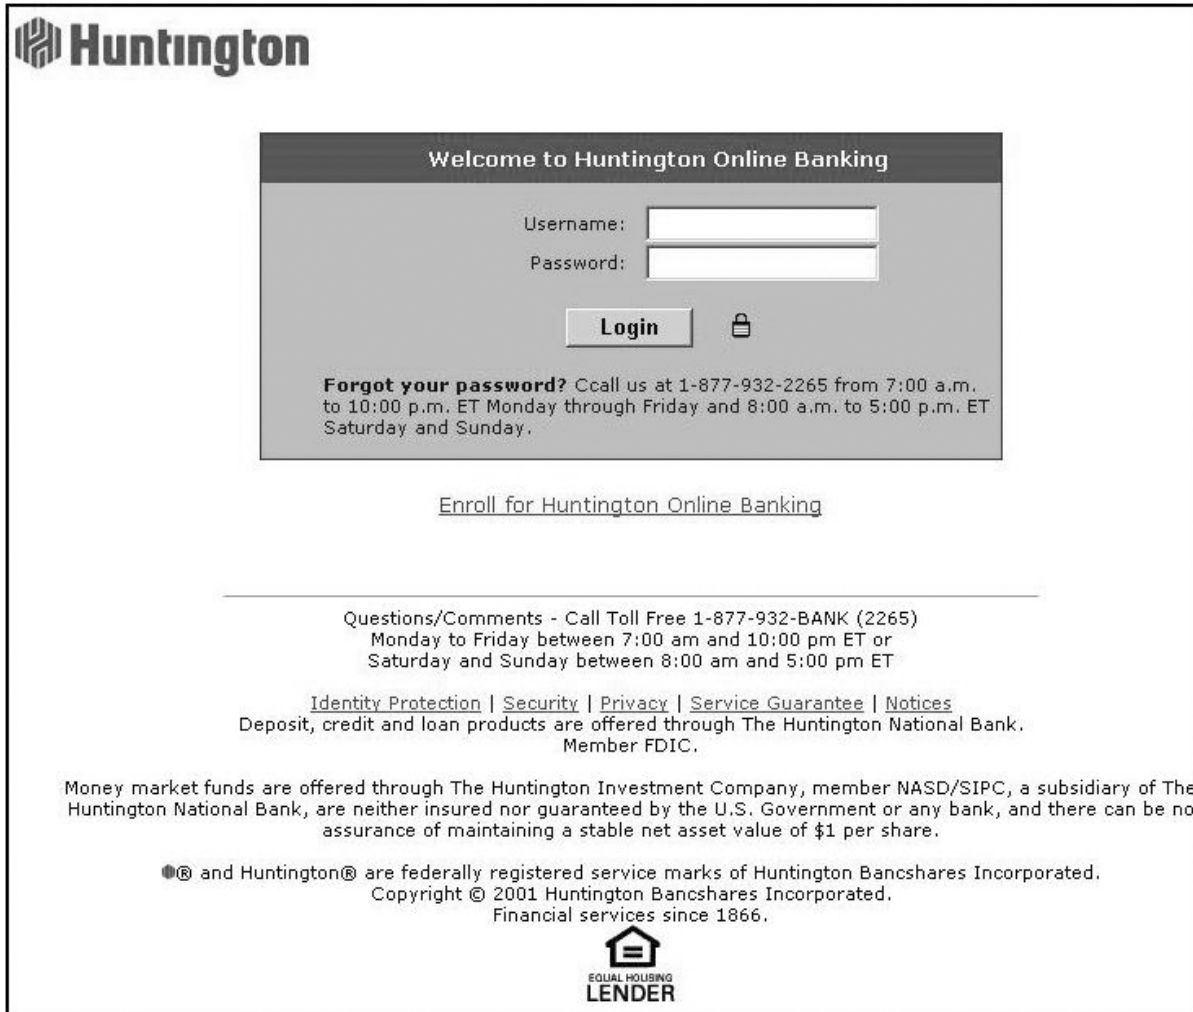 Huntington
Welcome to Huntington Online Banking
Username:
Password:
Login
Forgot your password? Ccall us at 1-877-932-2265 from 7:00 a.m.
to 10:00 p.m. ET Monday through Friday and 8:00 a.m. to 5:00 p.m. ET
Saturday and Sunday.
Enroll for Huntington Online Banking
Questions/Comments - Call Toll Free 1-877-932-BANK (2265)
Monday to Friday between 7:00 am and 10:00 pm ET or
Saturday and Sunday between 8:00 am and 5:00 pm ET
Identity Protection | Security | Privacy | Service Guarantee | Notices
Deposit, credit and loan products are offered through The Huntington National Bank.
Member FDIC.
Money market funds are offered through The Huntington Investment Company, member NASD/SIPC, a subsidiary of The
Huntington National Bank, are neither insured nor guaranteed by the U.S. Government or any bank, and there can be no
assurance of maintaining a stable net asset value of $1 per share.
® and Huntington® are federally registered service marks of Huntington Bancshares Incorporated.
Copyright © 2001 Huntington Bancshares Incorporated.
Financial services since 1866.
EQUAL HOUSING
LENDER